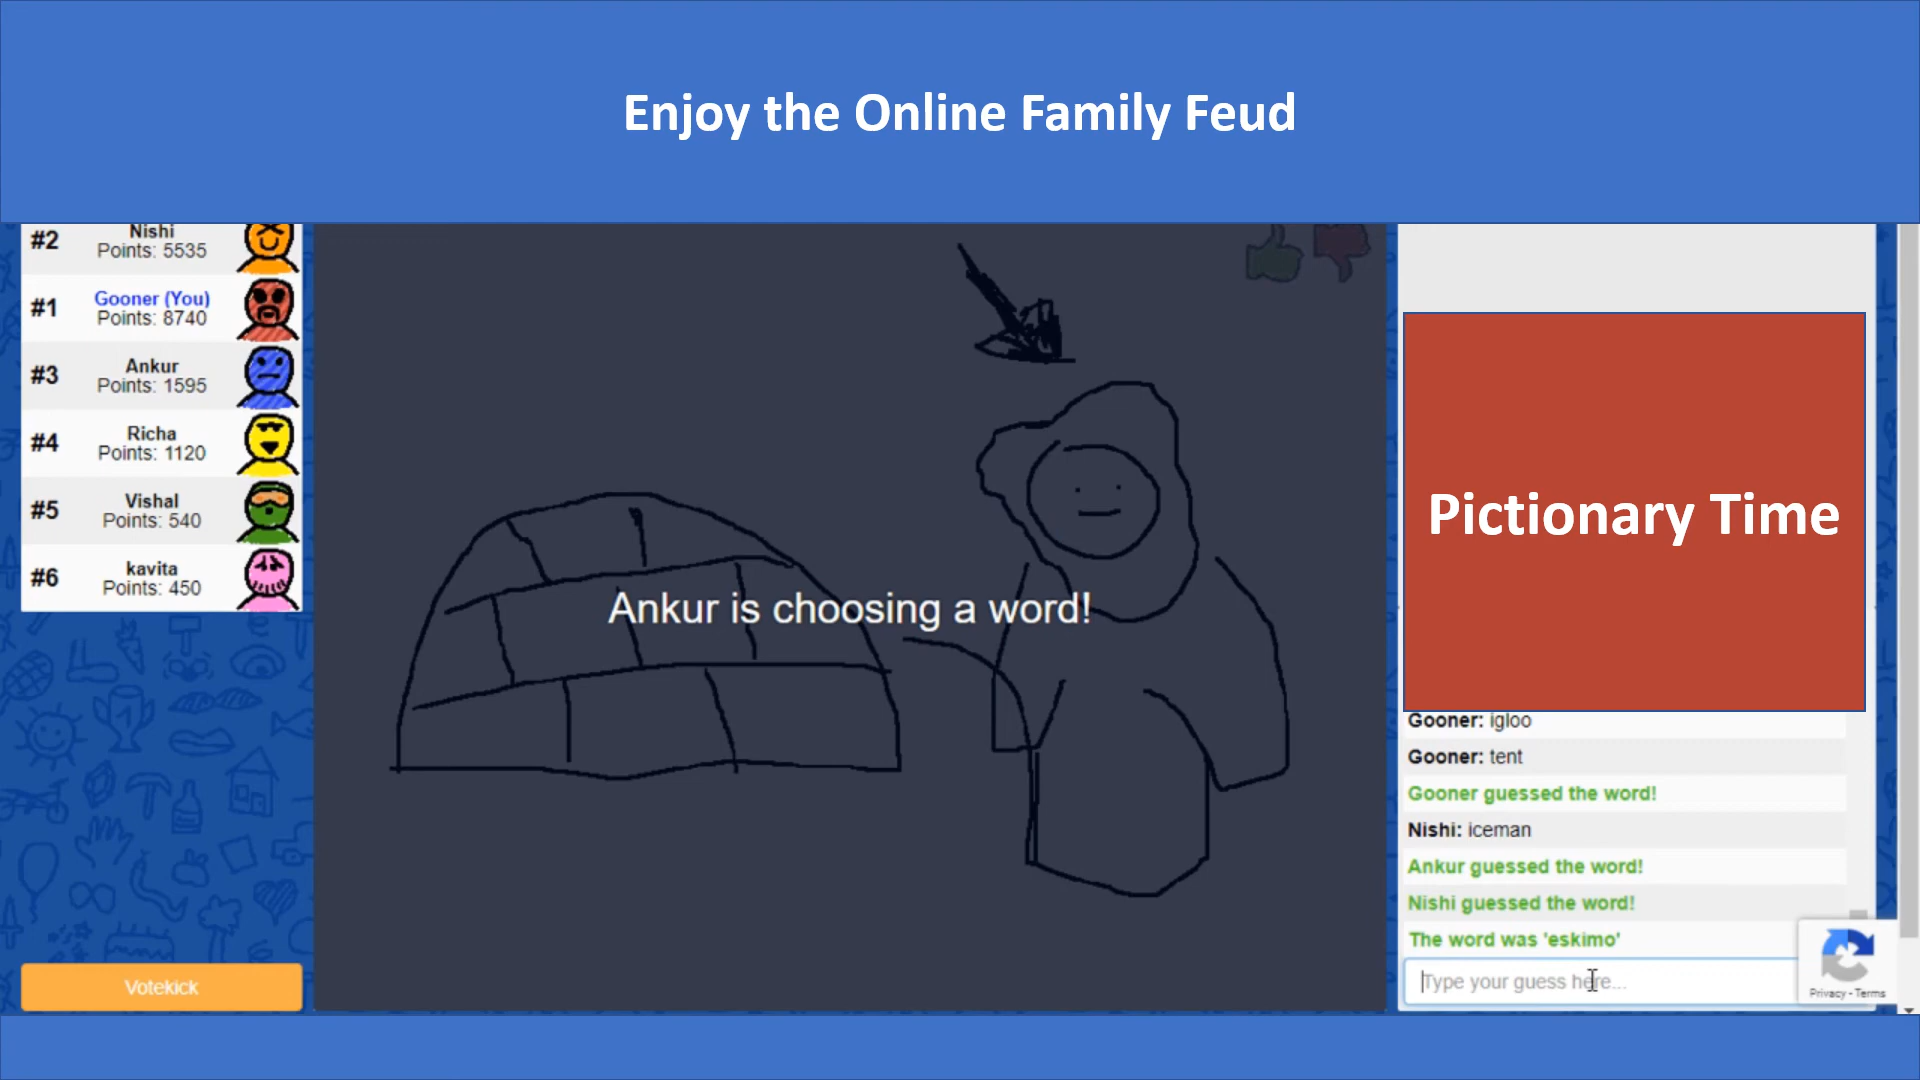 Enjoy the Online Family Feud
#2
Nishi
Points: 5535
#1
Gooner (You)
Points: 8740
#3
Ankur
Points: 1595
#4
Richa
Points: 1120
#5
Vishal
Points: 540
#6
kavita
Points: 450
Votekick
Ankur is choosing a word!
Pictionary Time
Gooner: igloo
Gooner: tent
Gooner guessed the word!
Nishi: iceman
Ankur guessed the word!
Nishi guessed the word!
The word was 'eskimo'
Type your guess here...
Privacy - Terms